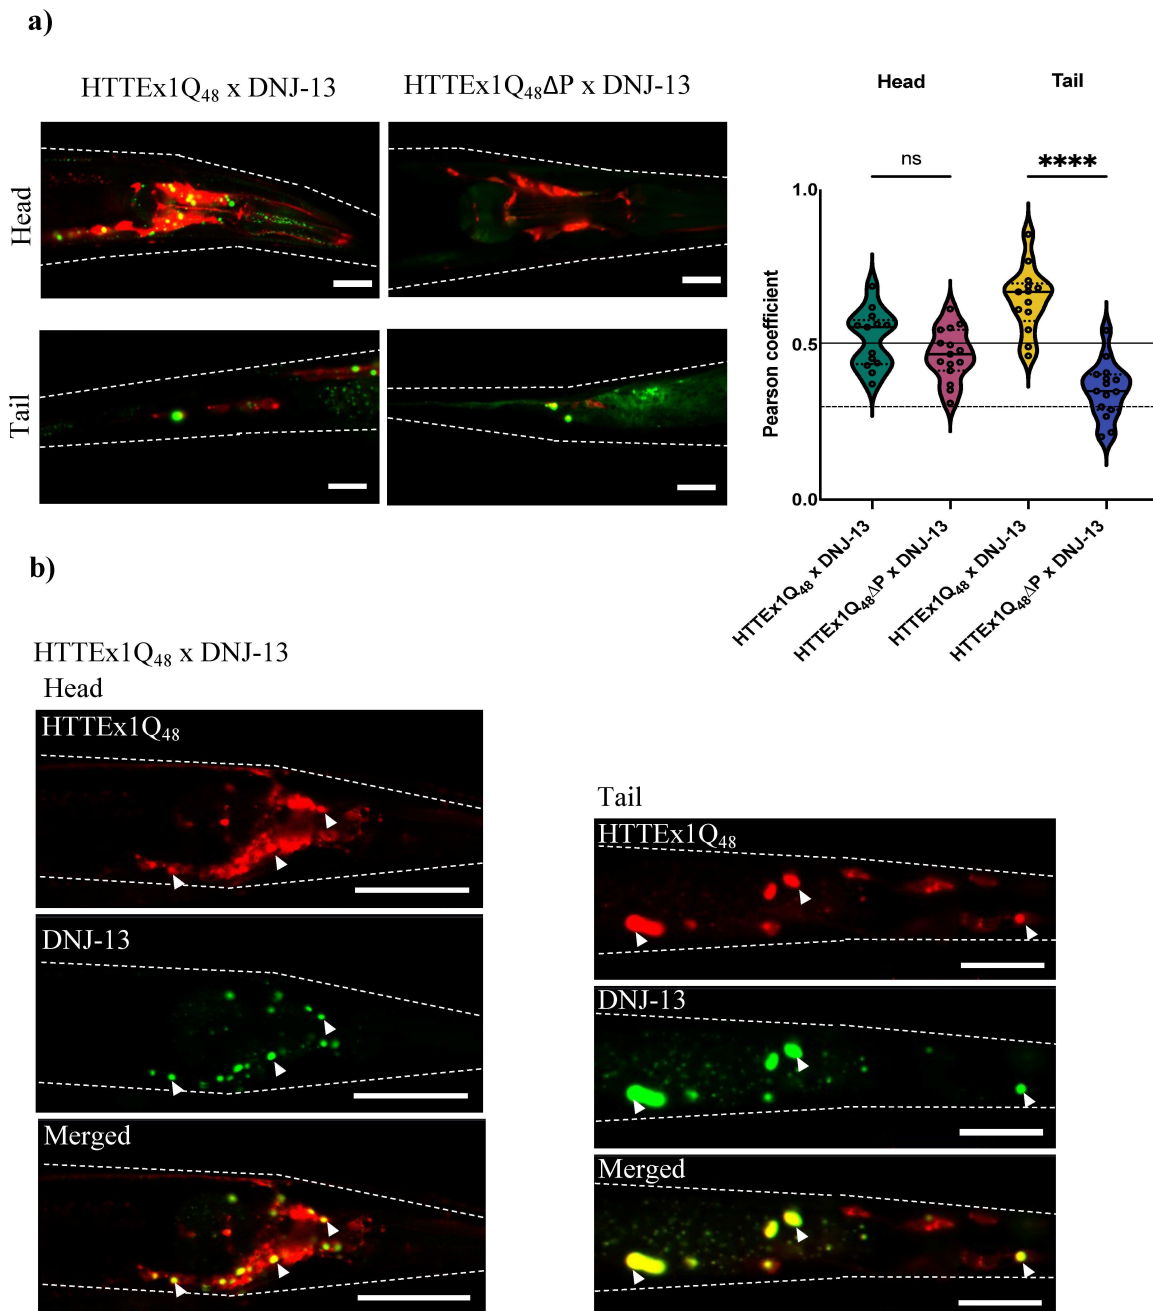 a)
HTTEx1Q₄₈ x DNJ-13
HTTEx1Q₄₈ΔP x DNJ-13
Head
Tail
Head
Tail
ns
****
1.0
0.5
0.0
Pearson coefficient
HTTEx1Q₄₈ x DNJ-13
HTTEx1Q₄₈ΔP x DNJ-13
HTTEx1Q₄₈ x DNJ-13
HTTEx1Q₄₈ΔP x DNJ-13
b)
HTTEx1Q₄₈ x DNJ-13
Head
HTTEx1Q₄₈
DNJ-13
Merged
Tail
HTTEx1Q₄₈
DNJ-13
Merged